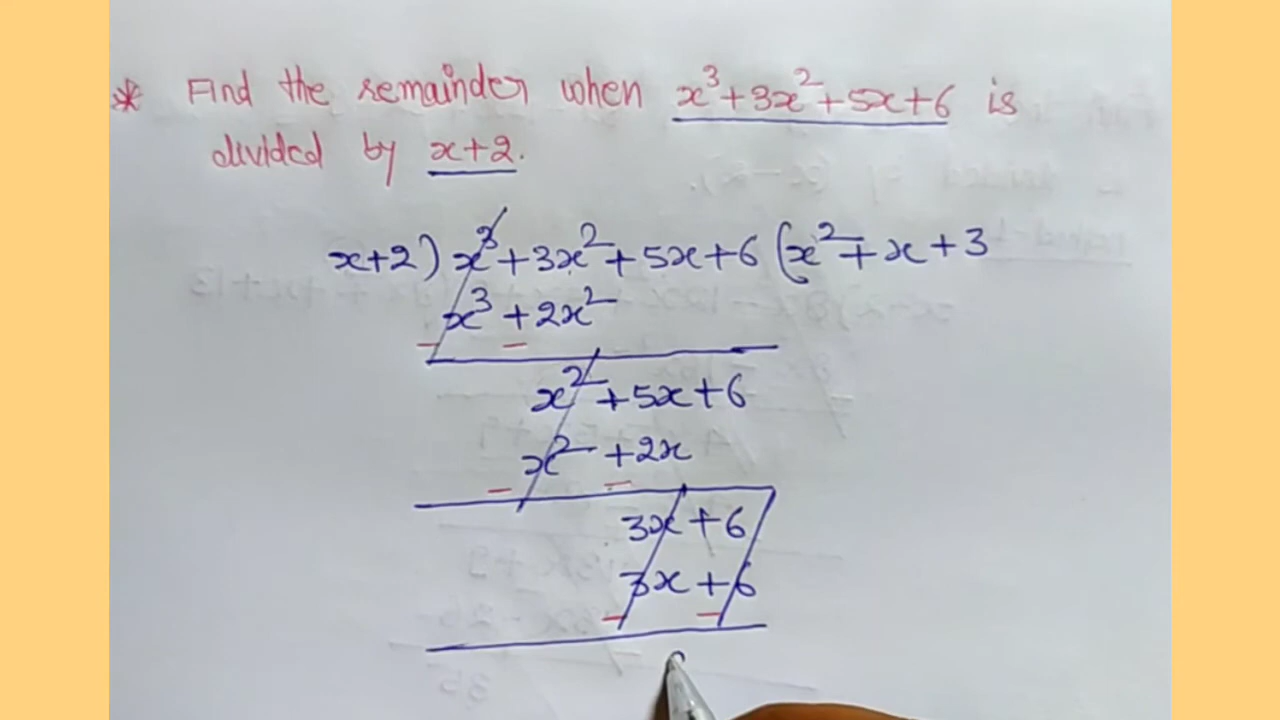 * Find the remainder when x³+3x²+5x+6 is
divided by x+2.
x+2)x³+3x²+5x+6(x²+x+3
x³+2x²
− −
x²+5x+6
x²+2x
− −
3x+6
3x+6
− −